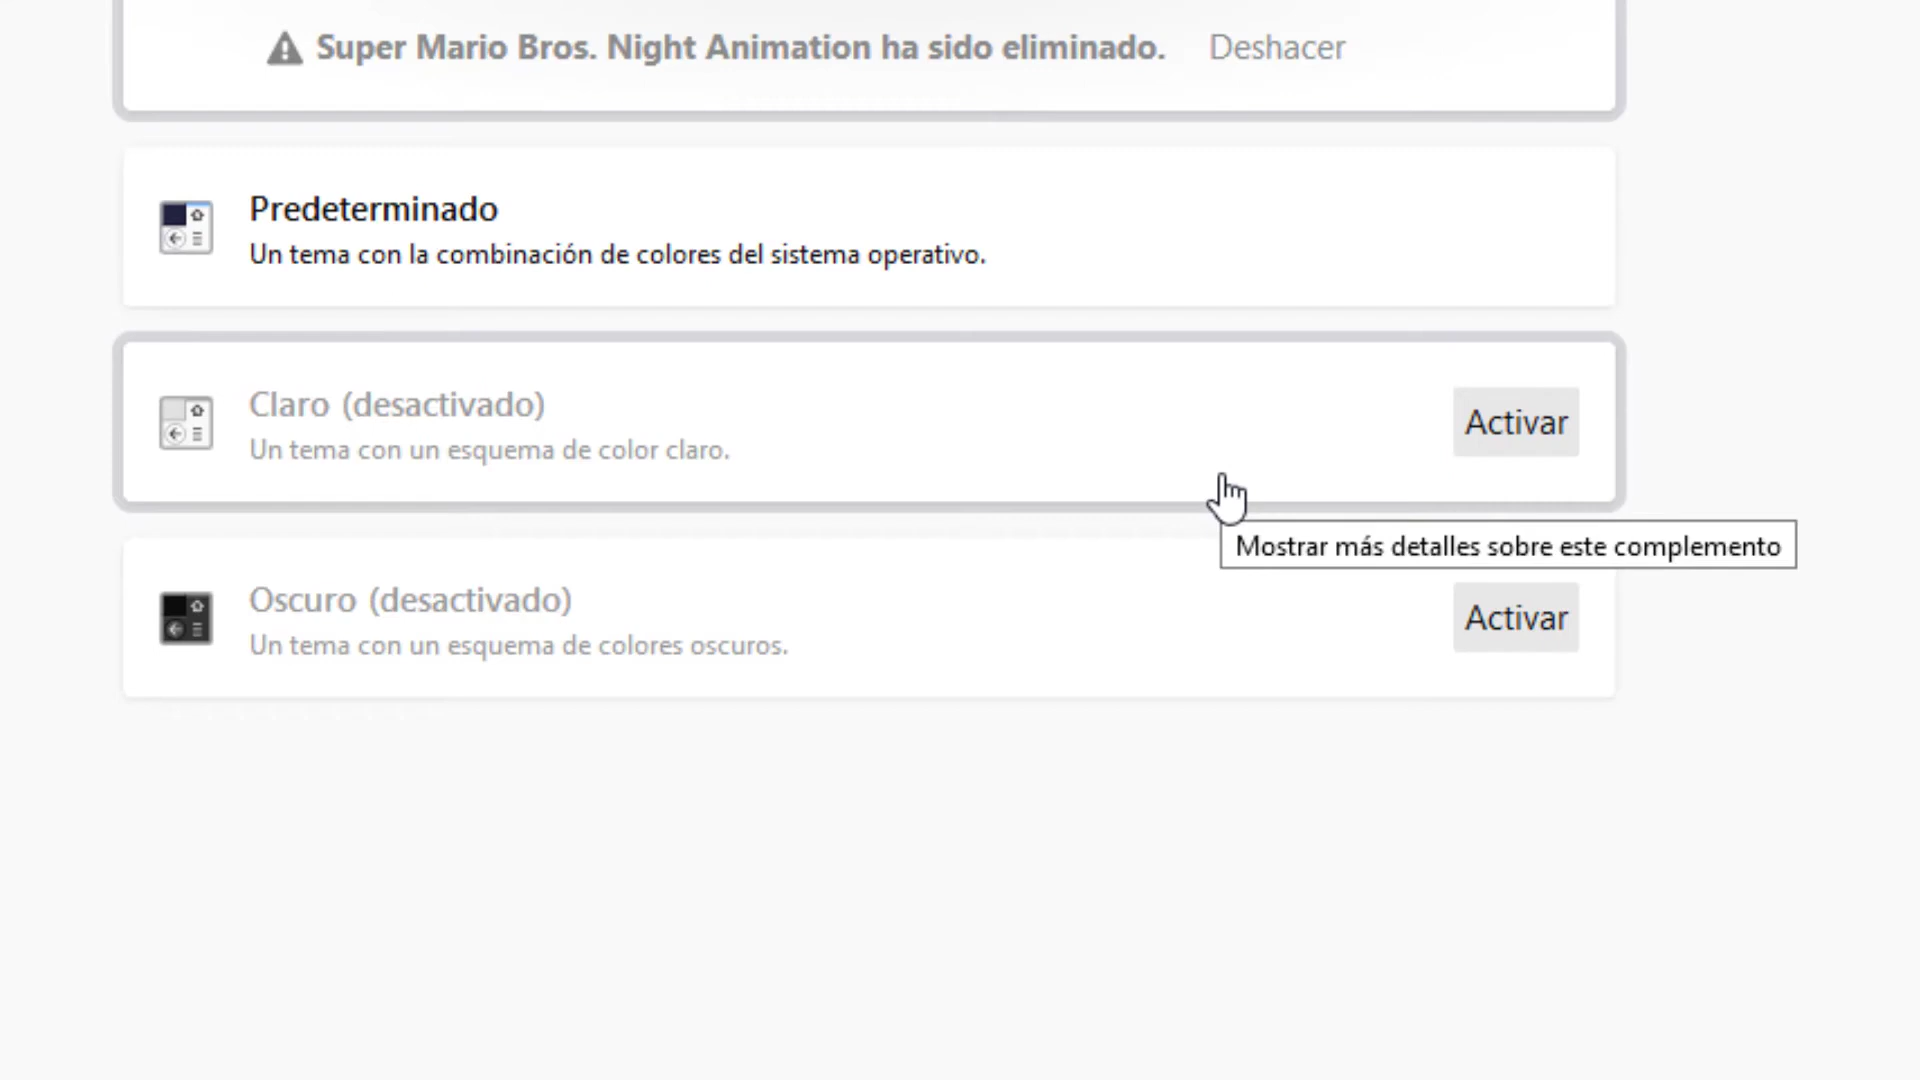 Super Mario Bros. Night Animation ha sido eliminado. Deshacer
Predeterminado
Un tema con la combinación de colores del sistema operativo.
Claro (desactivado)
Un tema con un esquema de color claro.
Activar
Mostrar más detalles sobre este complemento
Oscuro (desactivado)
Un tema con un esquema de colores oscuros.
Activar